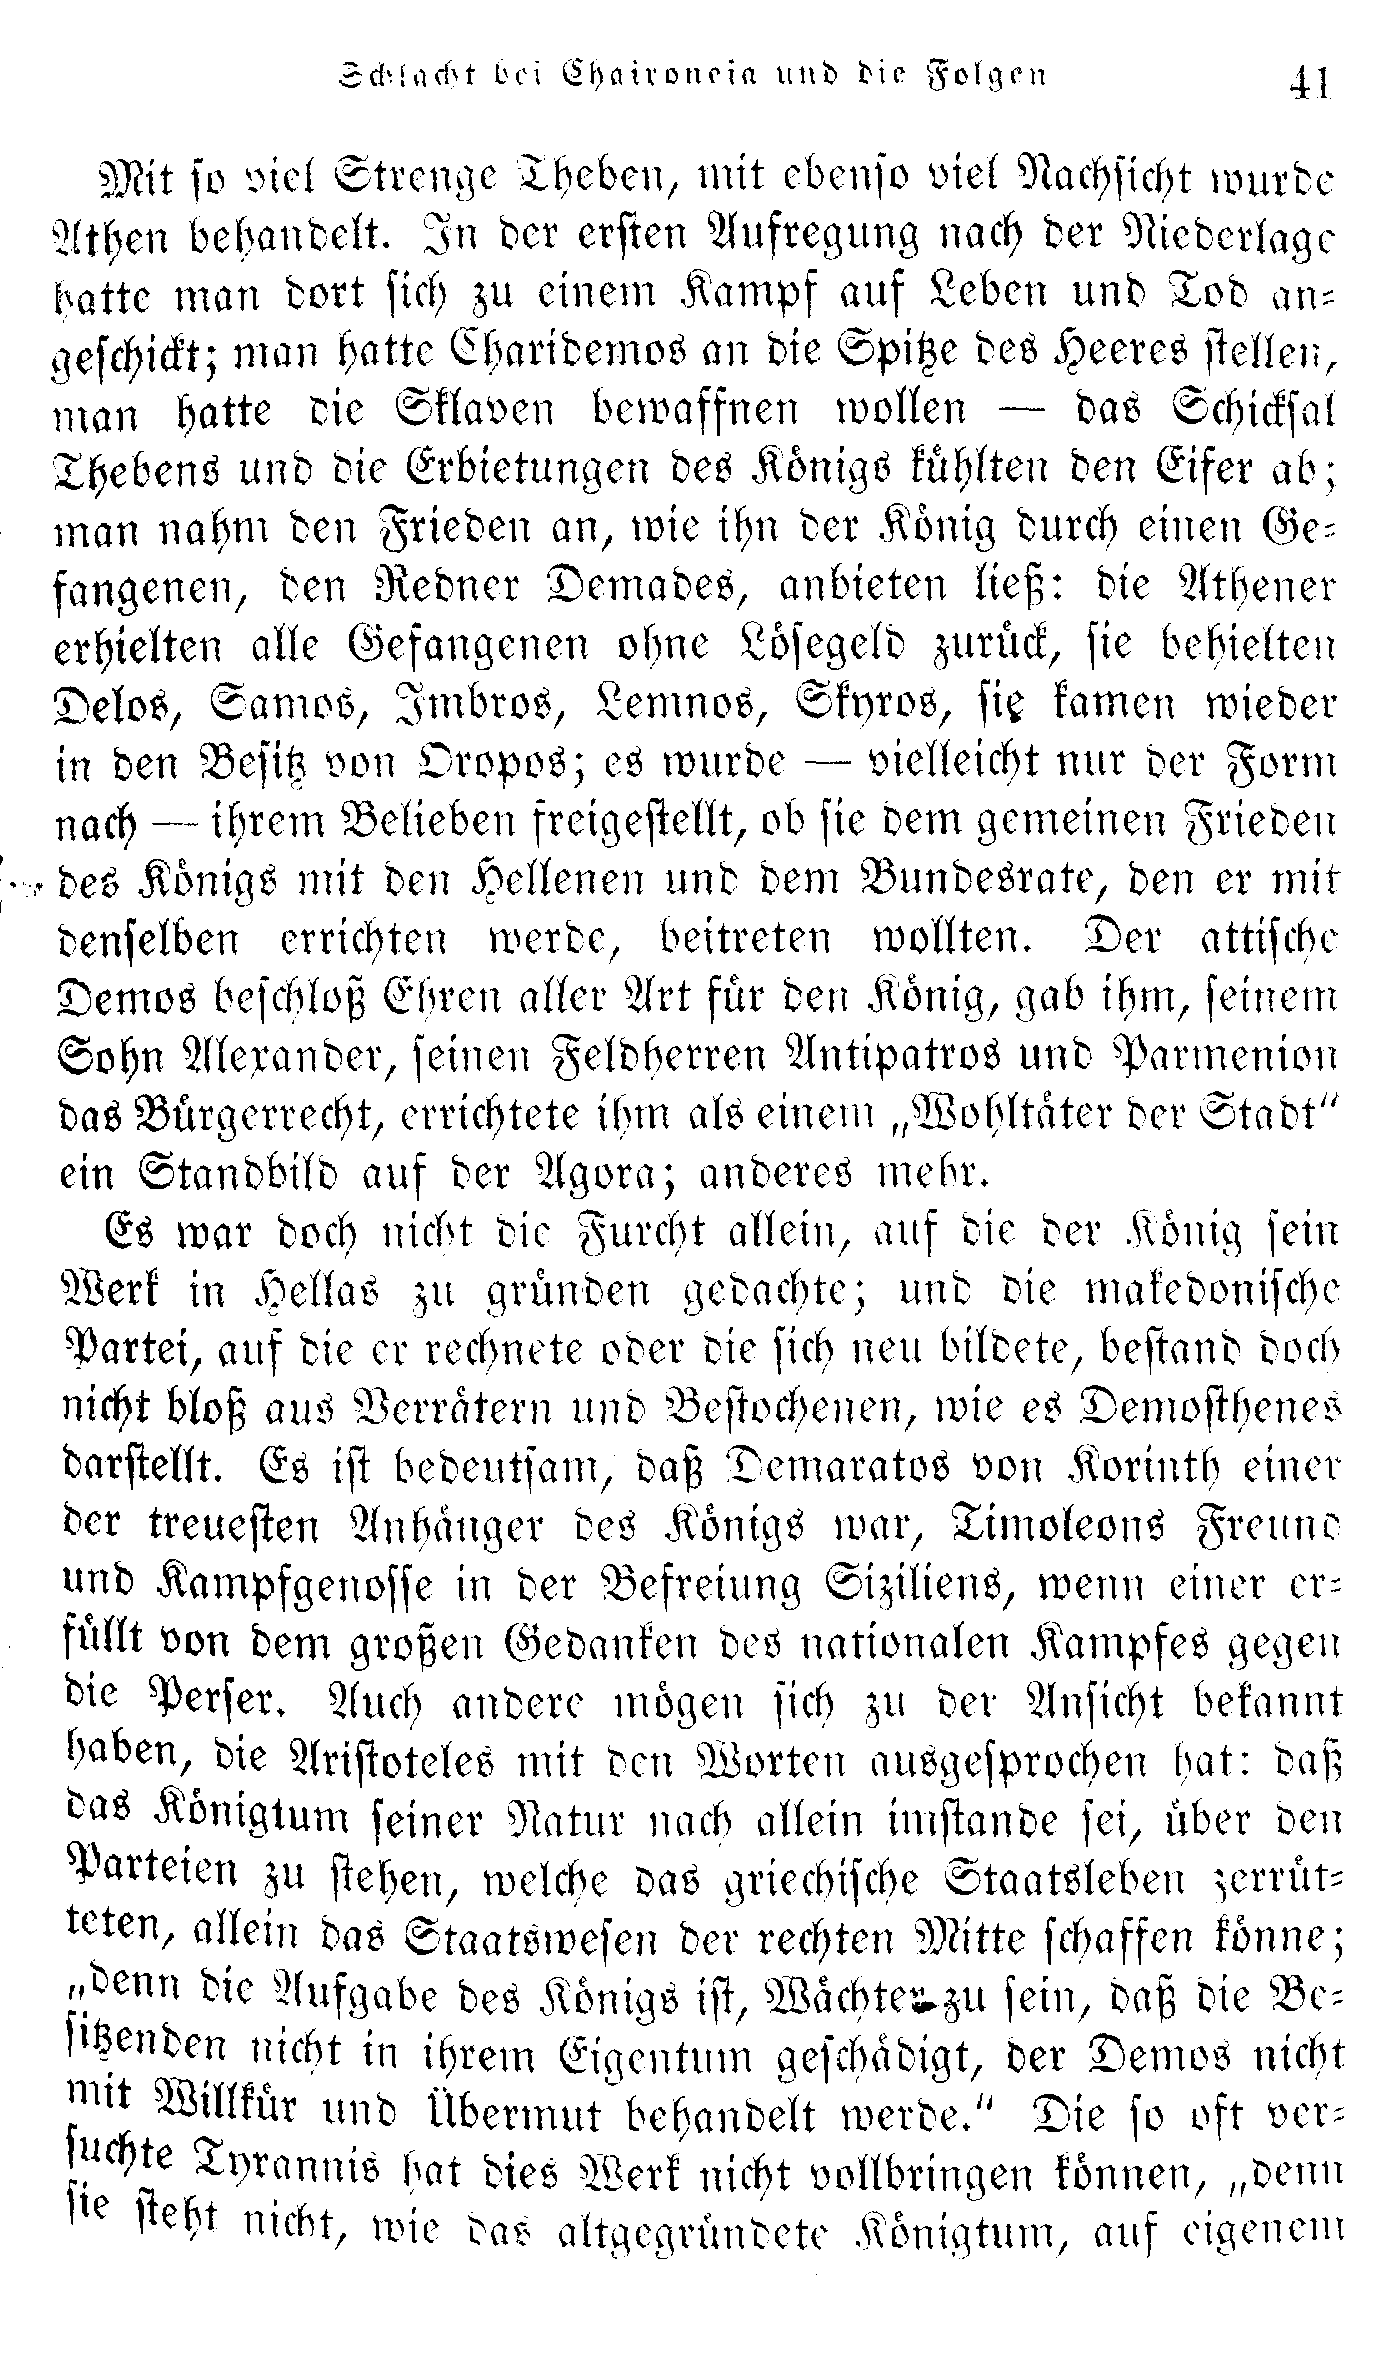 Schlacht bei Chaironeia und die Folgen 41
Mit so viel Strenge Theben, mit ebenso viel Nachsicht wurde
Athen behandelt. In der ersten Aufregung nach der Niederlage
hatte man dort sich zu einem Kampf auf Leben und Tod an-
geschickt; man hatte Charidemos an die Spitze des Heeres stellen,
man hatte die Sklaven bewaffnen wollen — das Schicksal
Thebens und die Erbietungen des Königs kühlten den Eifer ab;
man nahm den Frieden an, wie ihn der König durch einen Ge-
fangenen, den Redner Demades, anbieten ließ: die Athener
erhielten alle Gefangenen ohne Lösegeld zurück, sie behielten
Delos, Samos, Imbros, Lemnos, Skyros, sie kamen wieder
in den Besitz von Oropos; es wurde — vielleicht nur der Form
nach — ihrem Belieben freigestellt, ob sie dem gemeinen Frieden
des Königs mit den Hellenen und dem Bundesrate, den er mit
denselben errichten werde, beitreten wollten. Der attische
Demos beschloß Ehren aller Art für den König, gab ihm, seinem
Sohn Alexander, seinen Feldherren Antipatros und Parmenion
das Bürgerrecht, errichtete ihm als einem „Wohltäter der Stadt“
ein Standbild auf der Agora; anderes mehr.
Es war doch nicht die Furcht allein, auf die der König sein
Werk in Hellas zu gründen gedachte; und die makedonische
Partei, auf die er rechnete oder die sich neu bildete, bestand doch
nicht bloß aus Verrätern und Bestochenen, wie es Demosthenes
darstellt. Es ist bedeutsam, daß Demaratos von Korinth einer
der treuesten Anhänger des Königs war, Timoleons Freund
und Kampfgenosse in der Befreiung Siziliens, wenn einer er-
füllt von dem großen Gedanken des nationalen Kampfes gegen
die Perser. Auch andere mögen sich zu der Ansicht bekannt
haben, die Aristoteles mit den Worten ausgesprochen hat: daß
das Königtum seiner Natur nach allein imstande sei, über den
Parteien zu stehen, welche das griechische Staatsleben zerrüt-
teten, allein das Staatswesen der rechten Mitte schaffen könne;
„denn die Aufgabe des Königs ist, Wächter zu sein, daß die Be-
sitzenden nicht in ihrem Eigentum geschädigt, der Demos nicht
mit Willkür und Übermut behandelt werde.“ Die so oft ver-
suchte Tyrannis hat dies Werk nicht vollbringen können, „denn
sie steht nicht, wie das altgegründete Königtum, auf eigenem